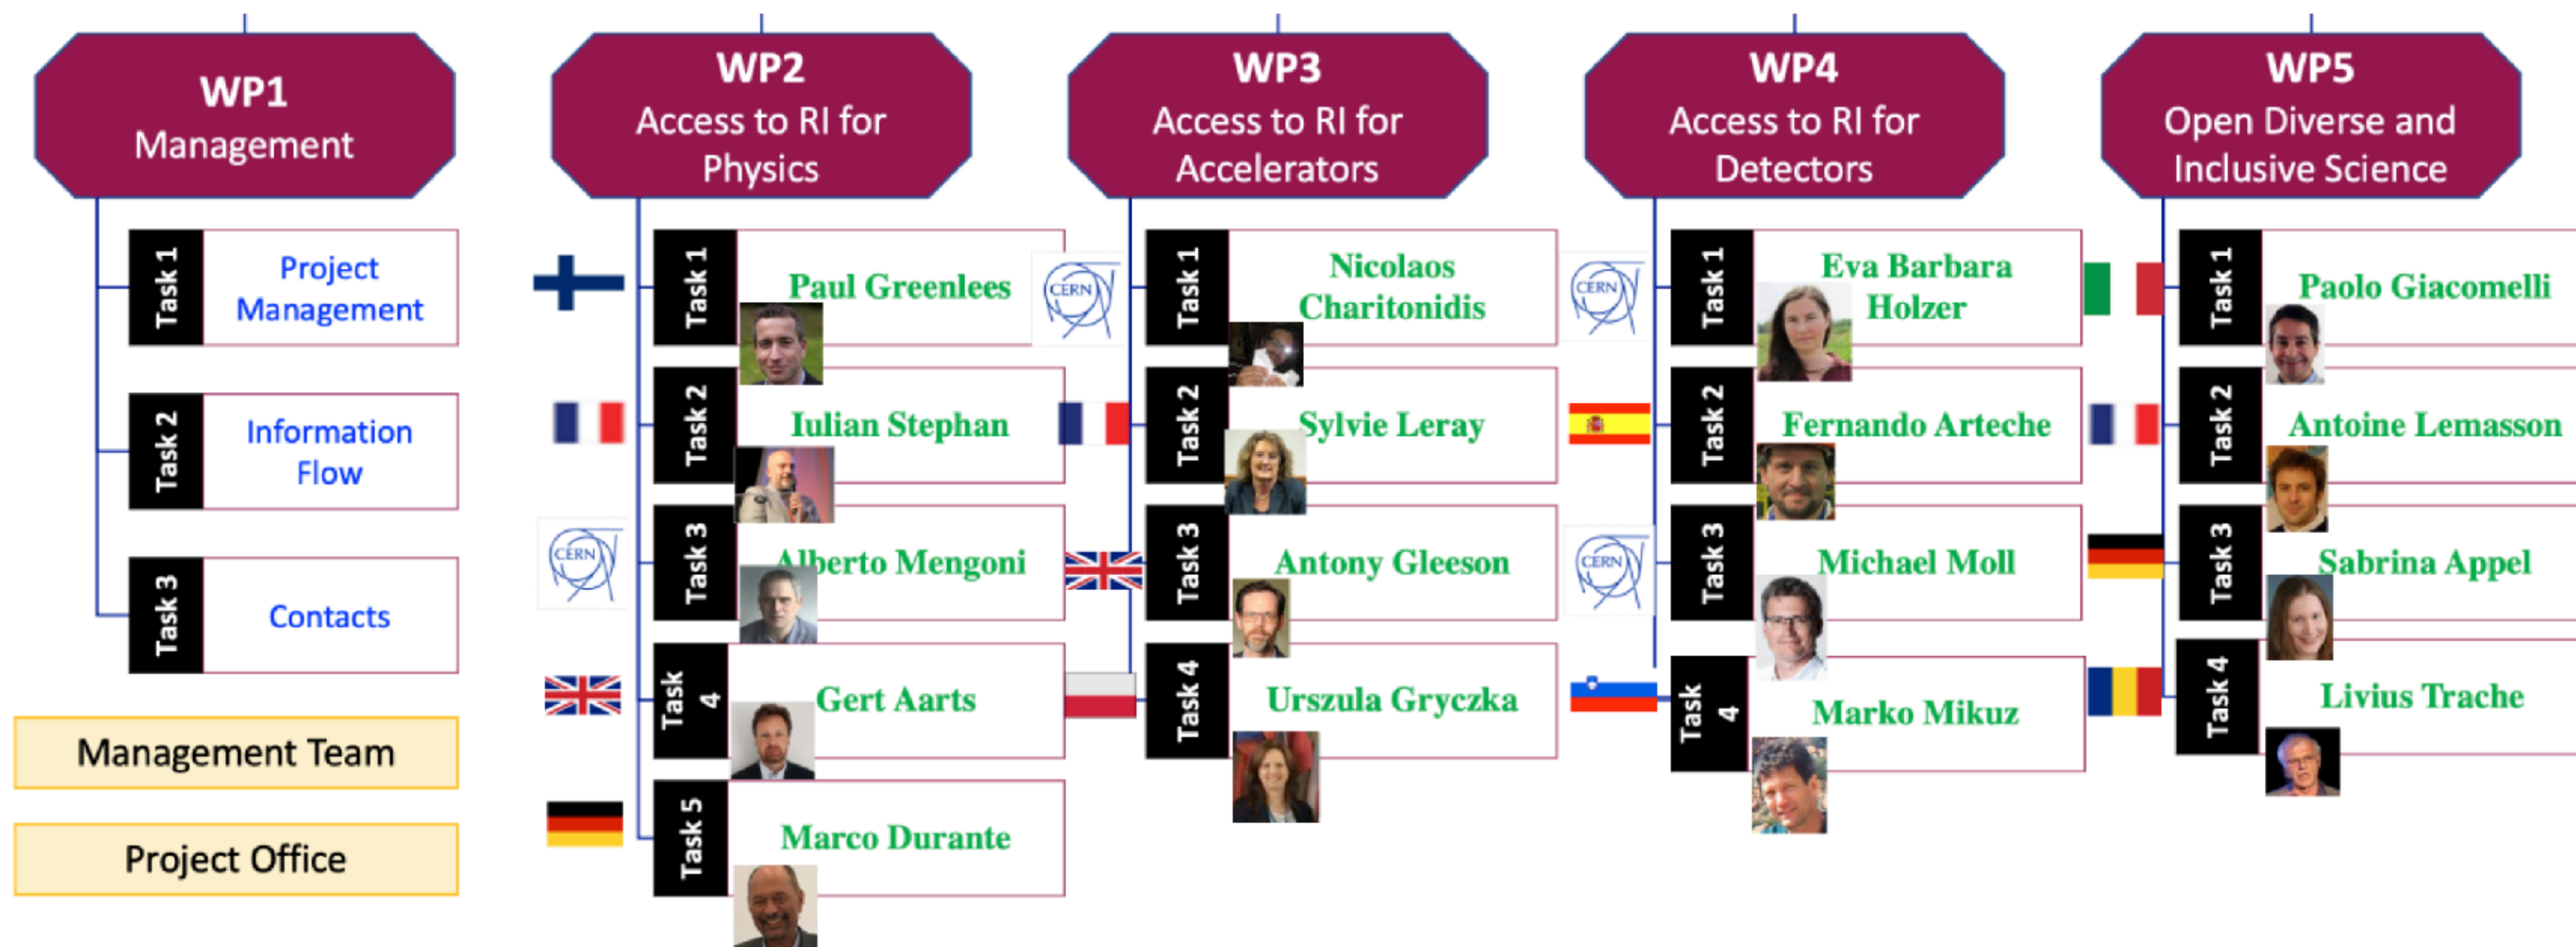 WP1
Management
Task 1
Project
Management
Task 2
Information
Flow
Task 3
Contacts
Management Team
Project Office
WP2
Access to RI for
Physics
Task 1
Paul Greenlees
Task 2
Iulian Stephan
CERN
Task 3
Alberto Mengoni
Task
4
Gert Aarts
Task 5
Marco Durante
WP3
Access to RI for
Accelerators
CERN
Task 1
Nicolaos
Charitonidis
Task 2
Sylvie Leray
Task 3
Antony Gleeson
Task 4
Urszula Gryczka
WP4
Access to RI for
Detectors
CERN
Task 1
Eva Barbara
Holzer
Task 2
Fernando Arteche
CERN
Task 3
Michael Moll
Task
4
Marko Mikuz
WP5
Open Diverse and
Inclusive Science
Task 1
Paolo Giacomelli
Task 2
Antoine Lemasson
Task 3
Sabrina Appel
Task 4
Livius Trache